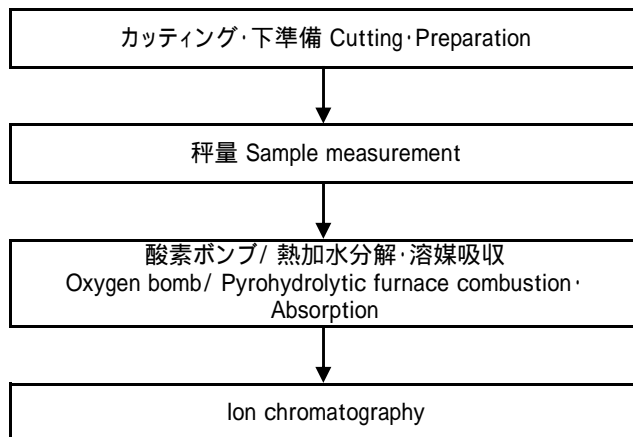 カッティング・下準備 Cutting・Preparation
秤量 Sample measurement
酸素ボンブ/ 熱加水分解・溶媒吸収
Oxygen bomb/ Pyrohydrolytic furnace combustion・
Absorption
Ion chromatography